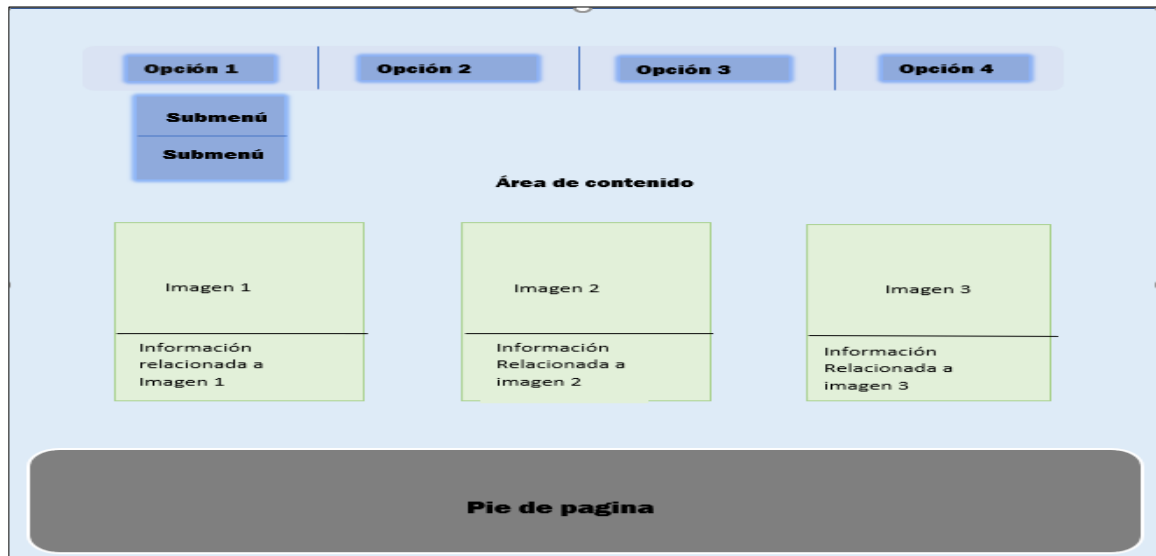 Opción 1
Opción 2
Opción 3
Opción 4
Submenú
Submenú
Área de contenido
Imagen 1
Información
relacionada a
Imagen 1
Imagen 2
Información
Relacionada a
imagen 2
Imagen 3
Información
Relacionada a
imagen 3
Pie de pagina